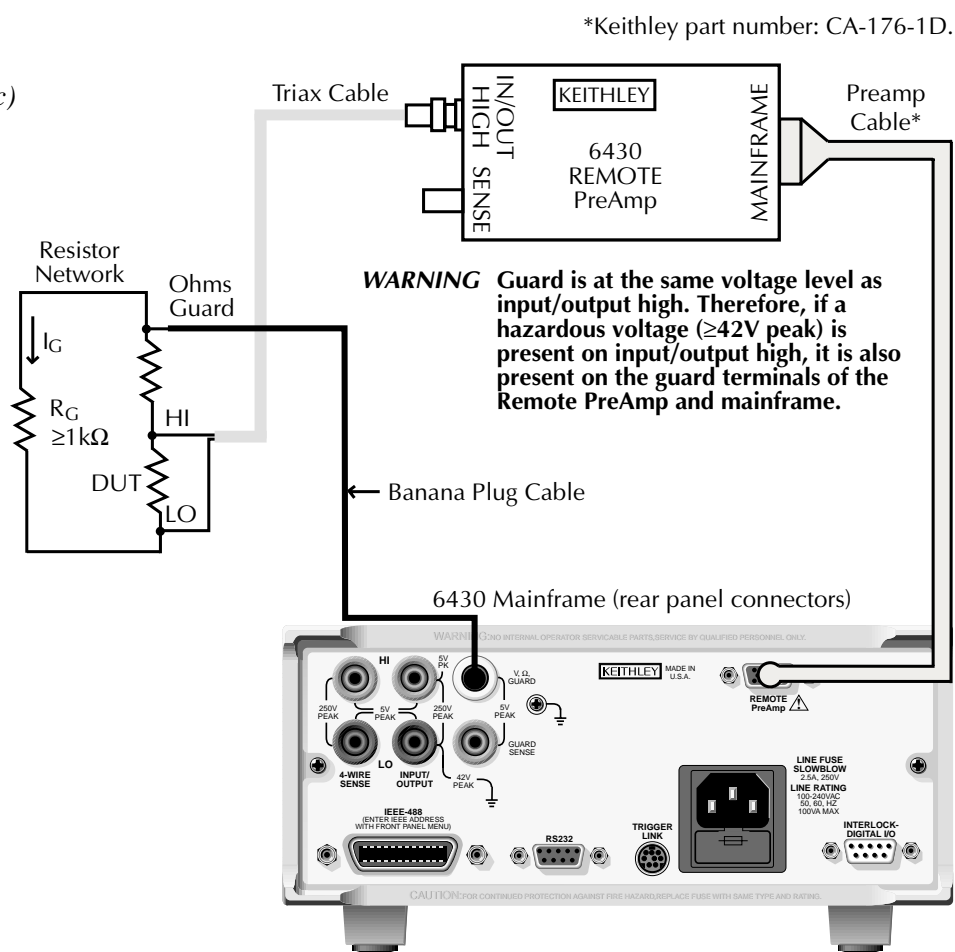 *Keithley part number: CA-176-1D.
c)
Triax Cable
IN/OUT
HIGH
SENSE
KEITHLEY
6430
REMOTE
PreAmp
MAINFRAME
Preamp
Cable*
Resistor
Network
Ohms
Guard
WARNING Guard is at the same voltage level as
input/output high. Therefore, if a
hazardous voltage (≥42V peak) is
present on input/output high, it is also
present on the guard terminals of the
Remote PreAmp and mainframe.
IG
RG
≥1kΩ
HI
DUT
LO
Banana Plug Cable
6430 Mainframe (rear panel connectors)
WARNING:NO INTERNAL OPERATOR SERVICABLE PARTS,SERVICE BY QUALIFIED PERSONNEL ONLY.
HI
5V
PK
V, Ω,
GUARD
KEITHLEY
MADE IN
U.S.A.
250V
PEAK
5V
PEAK
250V
PEAK
5V
PEAK
REMOTE
PreAmp
GUARD
SENSE
4-WIRE
SENSE
LO
INPUT/
OUTPUT
42V
PEAK
LINE FUSE
SLOWBLOW
2.5A, 250V
LINE RATING
100-240VAC
50, 60, HZ
100VA MAX
IEEE-488
(ENTER IEEE ADDRESS
WITH FRONT PANEL MENU)
RS232
TRIGGER
LINK
INTERLOCK-
DIGITAL I/O
CAUTION:FOR CONTINUED PROTECTION AGAINST FIRE HAZARD,REPLACE FUSE WITH SAME TYPE AND RATING.